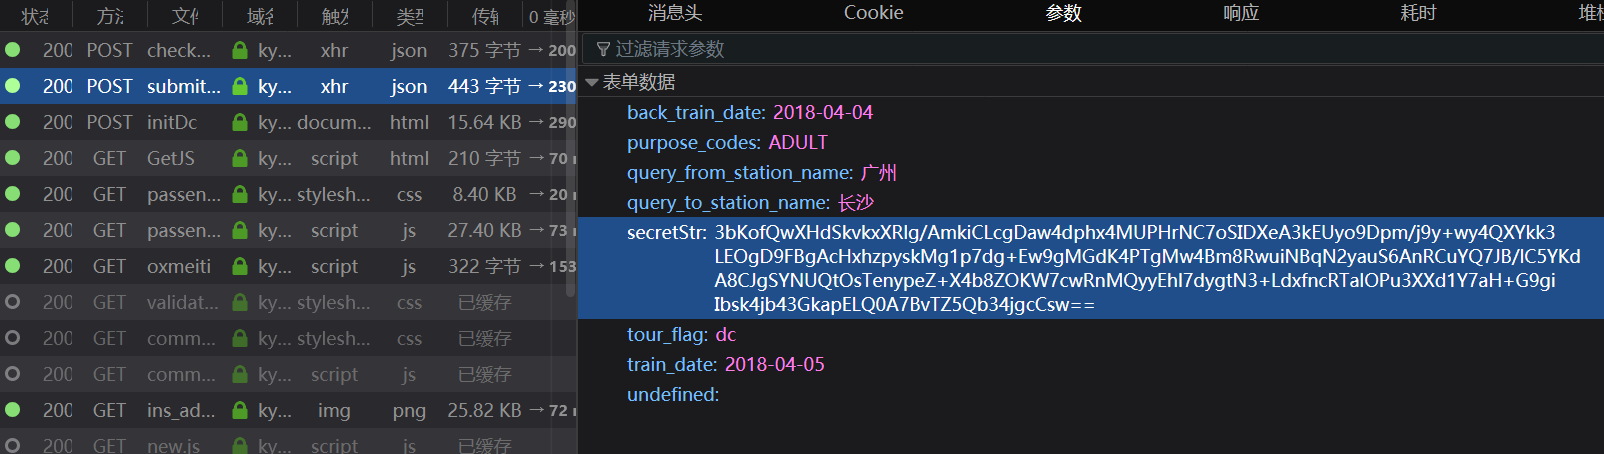 状态 方法 文件 域名 触发 类型 传输 0 毫秒
200 POST check... ky... xhr json 375 字节 → 200
200 POST submit... ky... xhr json 443 字节 → 230
200 POST initDc ky... docum... html 15.64 KB → 290
200 GET GetJS ky... script html 210 字节 → 70
200 GET passen... ky... stylesh... css 8.40 KB → 20
200 GET passen... ky... script js 27.40 KB → 73
200 GET oxmeiti ky... script js 322 字节 → 153
200 GET validat... ky... stylesh... css 已缓存
200 GET comm... ky... stylesh... css 已缓存
200 GET comm... ky... script js 已缓存
200 GET ins_ad... ky... img png 25.82 KB → 72
200 GET new.js ky... script js 已缓存
消息头 Cookie 参数 响应 耗时 堆栈
过滤请求参数
表单数据
back_train_date: 2018-04-04
purpose_codes: ADULT
query_from_station_name: 广州
query_to_station_name: 长沙
secretStr: 3bKofQwXHdSkvkxXRIg/AmkiCLcgDaw4dphx4MUPHrNC7oSIDXeA3kEUyo9Dpm/j9y+wy4QXYkk3
LEOgD9FBgAcHxhzpyskMg1p7dg+Ew9gMGdK4PTgMw4Bm8RwuiNBqN2yauS6AnRCuYQ7JB/IC5YKd
A8CJgSYNUQtOsTenypeZ+X4b8ZOKW7cwRnMQyyEhI7dygtN3+LdxfncRTalOPu3XXd1Y7aH+G9gi
Ibsk4jb43GkapELQ0A7BvTZ5Qb34jgcCsw==
tour_flag: dc
train_date: 2018-04-05
undefined: